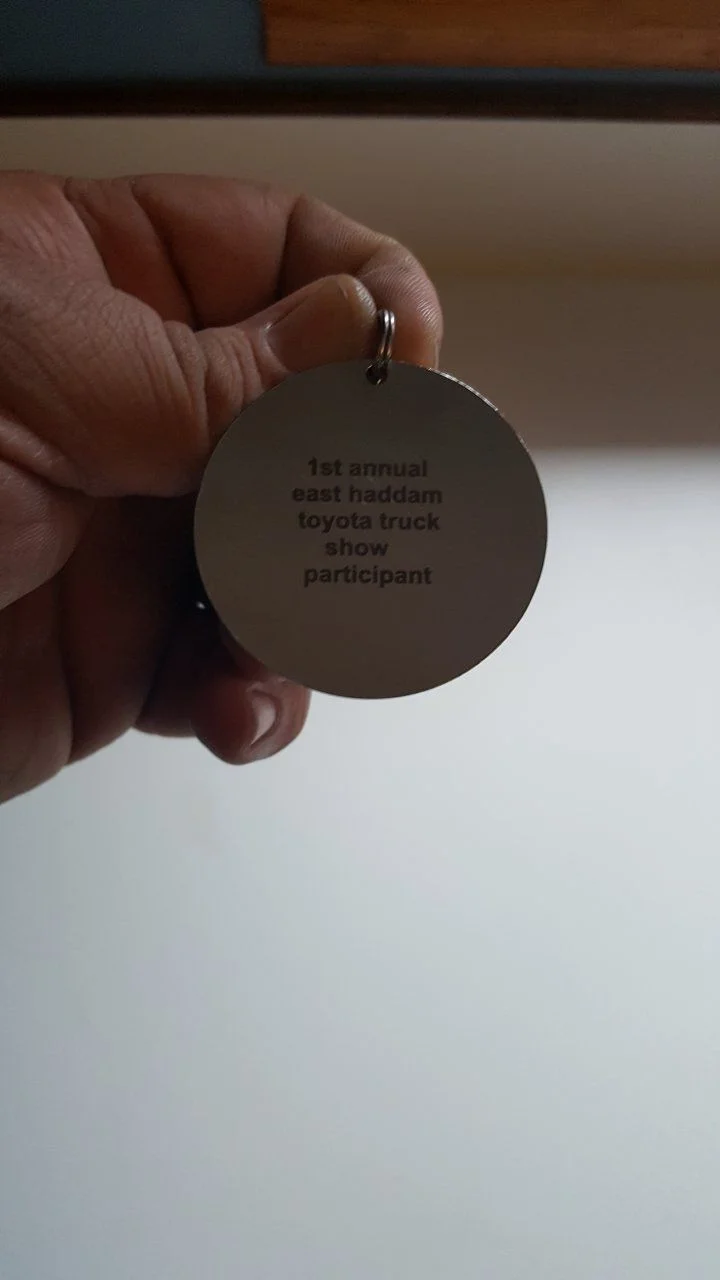 1st annual
east haddam
toyota truck
show
participant